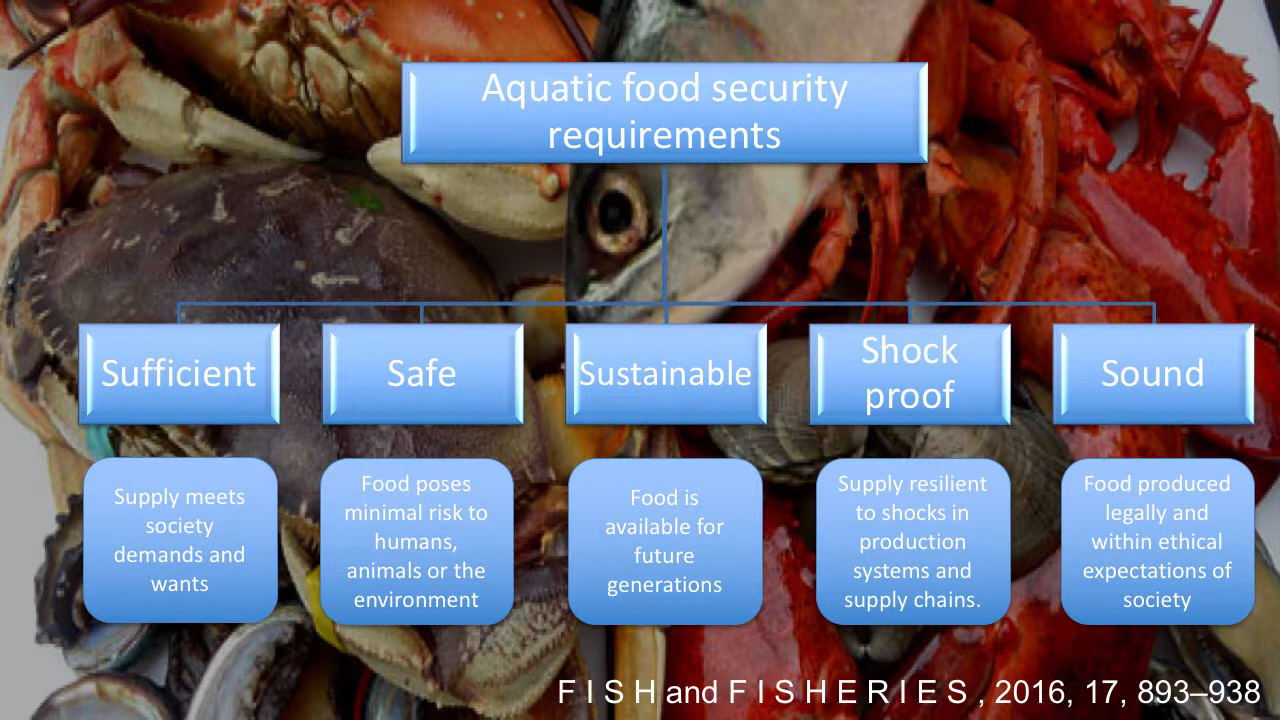 Aquatic food security
requirements
Sufficient
Safe
Sustainable
Shock
proof
Sound
Supply meets
society
demands and
wants
Food poses
minimal risk to
humans,
animals or the
environment
Food is
available for
future
generations
Supply resilient
to shocks in
production
systems and
supply chains.
Food produced
legally and
within ethical
expectations of
society
F I S H and F I S H E R I E S , 2016, 17, 893–938